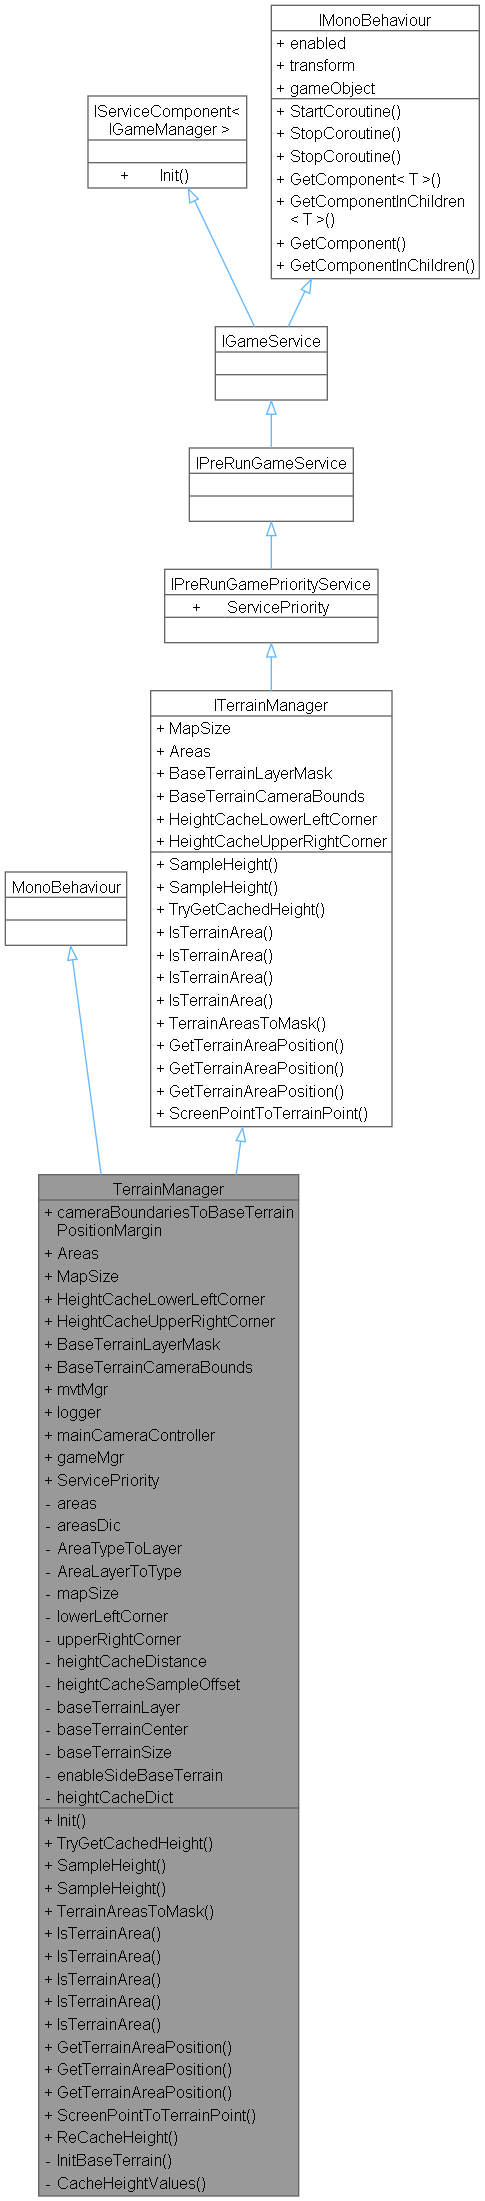 IMonoBehaviour
+ enabled
+ transform
+ gameObject
+ StartCoroutine()
+ StopCoroutine()
+ StopCoroutine()
+ GetComponent< T >()
+ GetComponentInChildren
< T >()
+ GetComponent()
+ GetComponentInChildren()
IServiceComponent<
IGameManager >
+ Init()
IGameService
IPreRunGameService
IPreRunGamePriorityService
+ ServicePriority
ITerrainManager
+ MapSize
+ Areas
+ BaseTerrainLayerMask
+ BaseTerrainCameraBounds
+ HeightCacheLowerLeftCorner
+ HeightCacheUpperRightCorner
+ SampleHeight()
+ SampleHeight()
+ TryGetCachedHeight()
+ IsTerrainArea()
+ IsTerrainArea()
+ IsTerrainArea()
+ IsTerrainArea()
+ TerrainAreasToMask()
+ GetTerrainAreaPosition()
+ GetTerrainAreaPosition()
+ GetTerrainAreaPosition()
+ ScreenPointToTerrainPoint()
MonoBehaviour
TerrainManager
+ cameraBoundariesToBaseTerrain
PositionMargin
+ Areas
+ MapSize
+ HeightCacheLowerLeftCorner
+ HeightCacheUpperRightCorner
+ BaseTerrainLayerMask
+ BaseTerrainCameraBounds
+ mvtMgr
+ logger
+ mainCameraController
+ gameMgr
+ ServicePriority
- areas
- areasDic
- AreaTypeToLayer
- AreaLayerToType
- mapSize
- lowerLeftCorner
- upperRightCorner
- heightCacheDistance
- heightCacheSampleOffset
- baseTerrainLayer
- baseTerrainCenter
- baseTerrainSize
- enableSideBaseTerrain
- heightCacheDict
+ Init()
+ TryGetCachedHeight()
+ SampleHeight()
+ SampleHeight()
+ TerrainAreasToMask()
+ IsTerrainArea()
+ IsTerrainArea()
+ IsTerrainArea()
+ IsTerrainArea()
+ IsTerrainArea()
+ GetTerrainAreaPosition()
+ GetTerrainAreaPosition()
+ GetTerrainAreaPosition()
+ ScreenPointToTerrainPoint()
+ ReCacheHeight()
- InitBaseTerrain()
- CacheHeightValues()